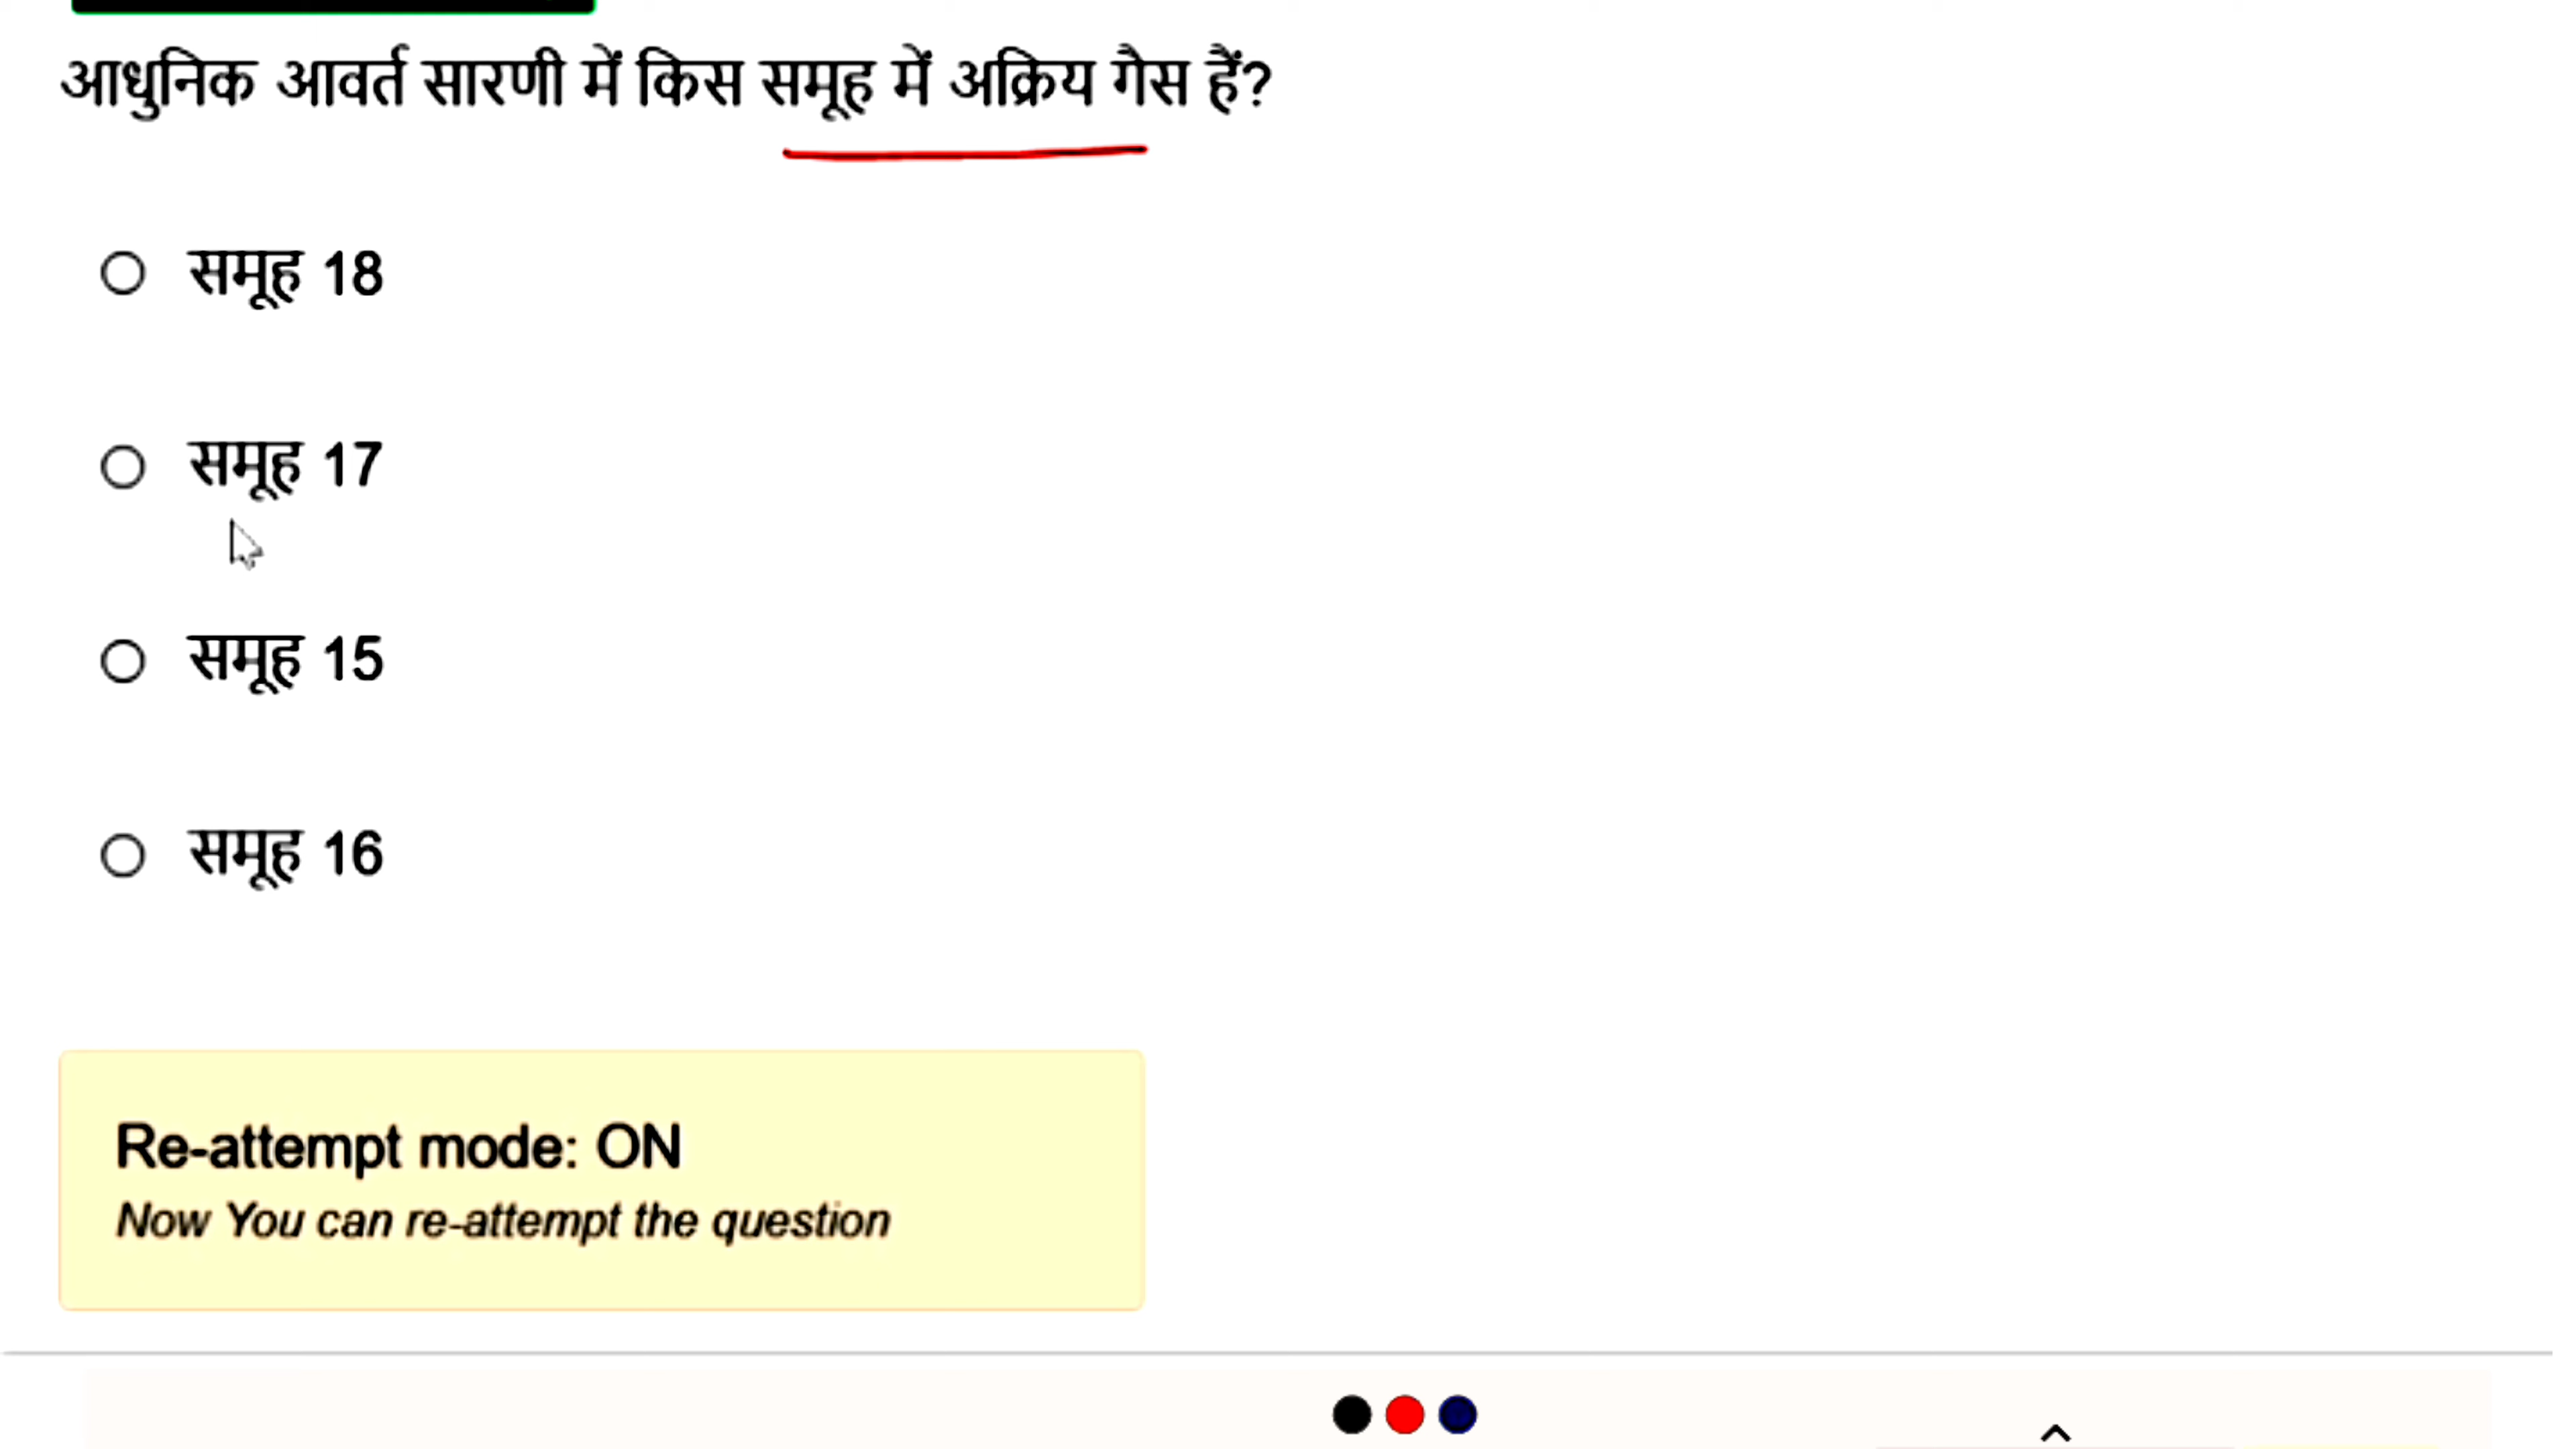 आधुनिक आवर्त सारणी में किस समूह में अक्रिय गैस हैं?
समूह 18
समूह 17
समूह 15
समूह 16
Re-attempt mode: ON
Now You can re-attempt the question